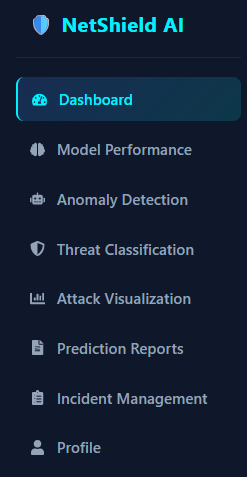 NetShield AI
Dashboard
Model Performance
Anomaly Detection
Threat Classification
Attack Visualization
Prediction Reports
Incident Management
Profile